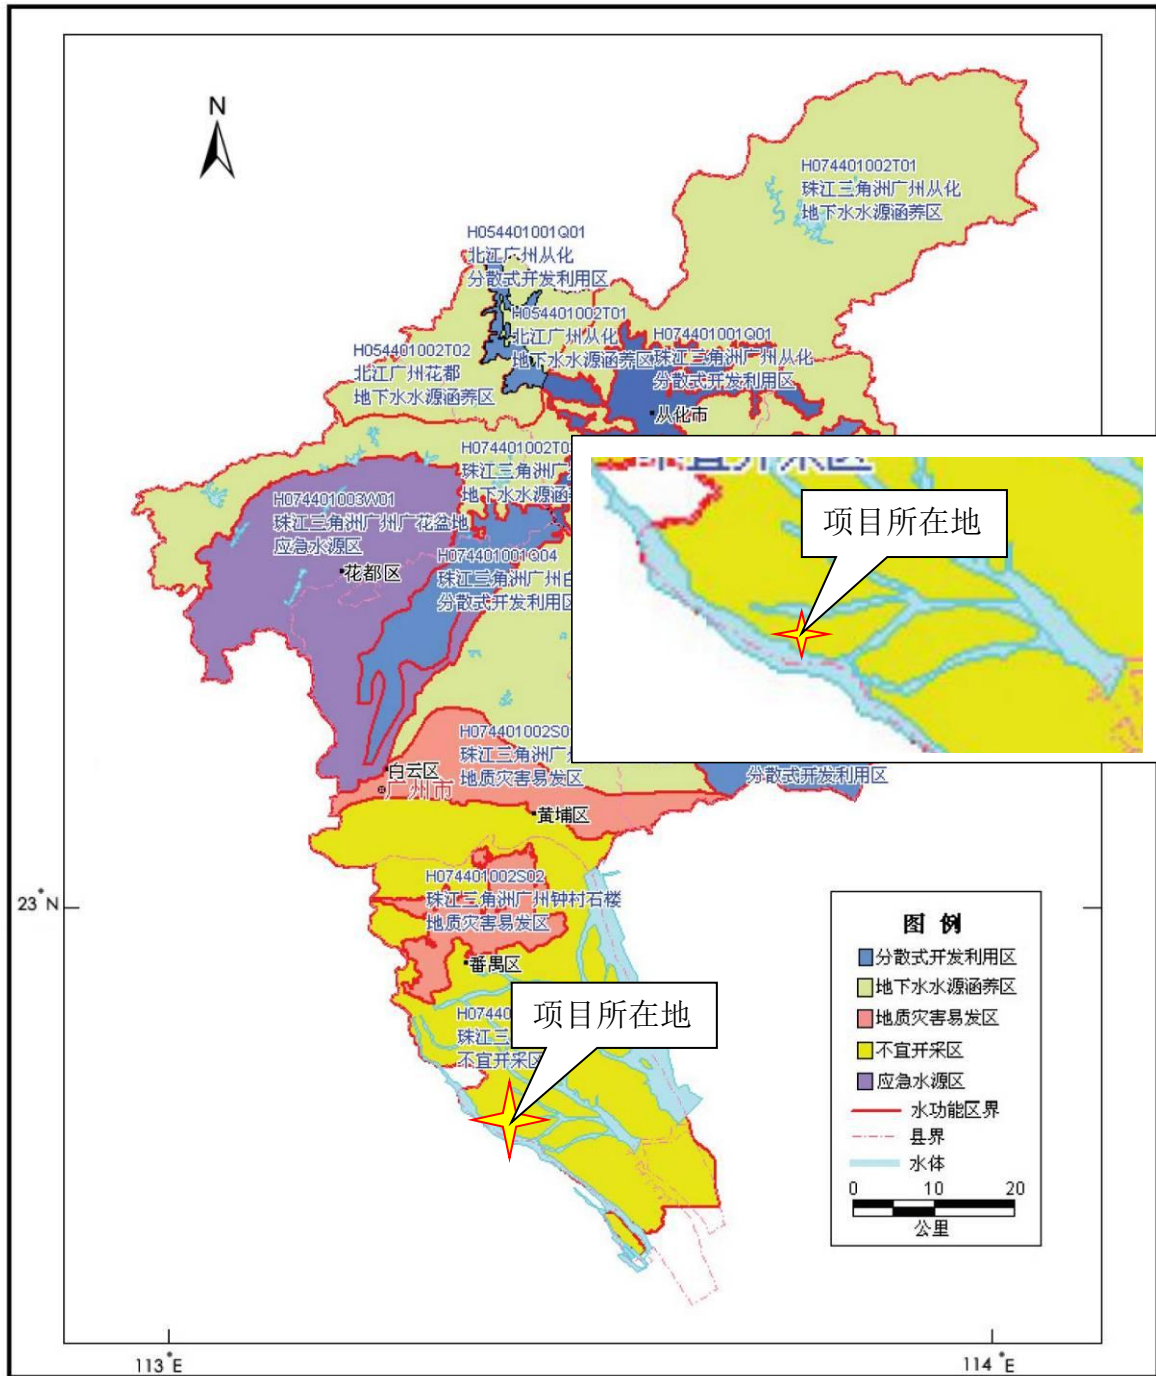 N
H074401002T01
珠江三角洲广州从化
地下水水源涵养区
H054401001Q01
北江广州从化
分散式开发利用区
H054401002T01
北江广州从化
地下水水源涵养区
H074401001Q01
珠江三角洲广州从化
分散式开发利用区
H054401002T02
北江广州花都
地下水水源涵养区
从化市
H074401002T0
珠江三角洲广
地下水水源涵
不宜开采区
项目所在地
H074401003W01
珠江三角洲广州广花盆地
应急水源区
花都区
H074401001Q04
珠江三角洲广州白
分散式开发利用区
H074401002S0
珠江三角洲广
地质灾害易发区
分散式开发利用区
白云区
广州市
黄埔区
H074401002S02
珠江三角洲广州钟村石楼
地质灾害易发区
23°N
番禺区
项目所在地
H07440
珠江三
不宜开采区
图 例
分散式开发利用区
地下水水源涵养区
地质灾害易发区
不宜开采区
应急水源区
水功能区界
县界
水体
0 10 20
公里
113°E
114°E